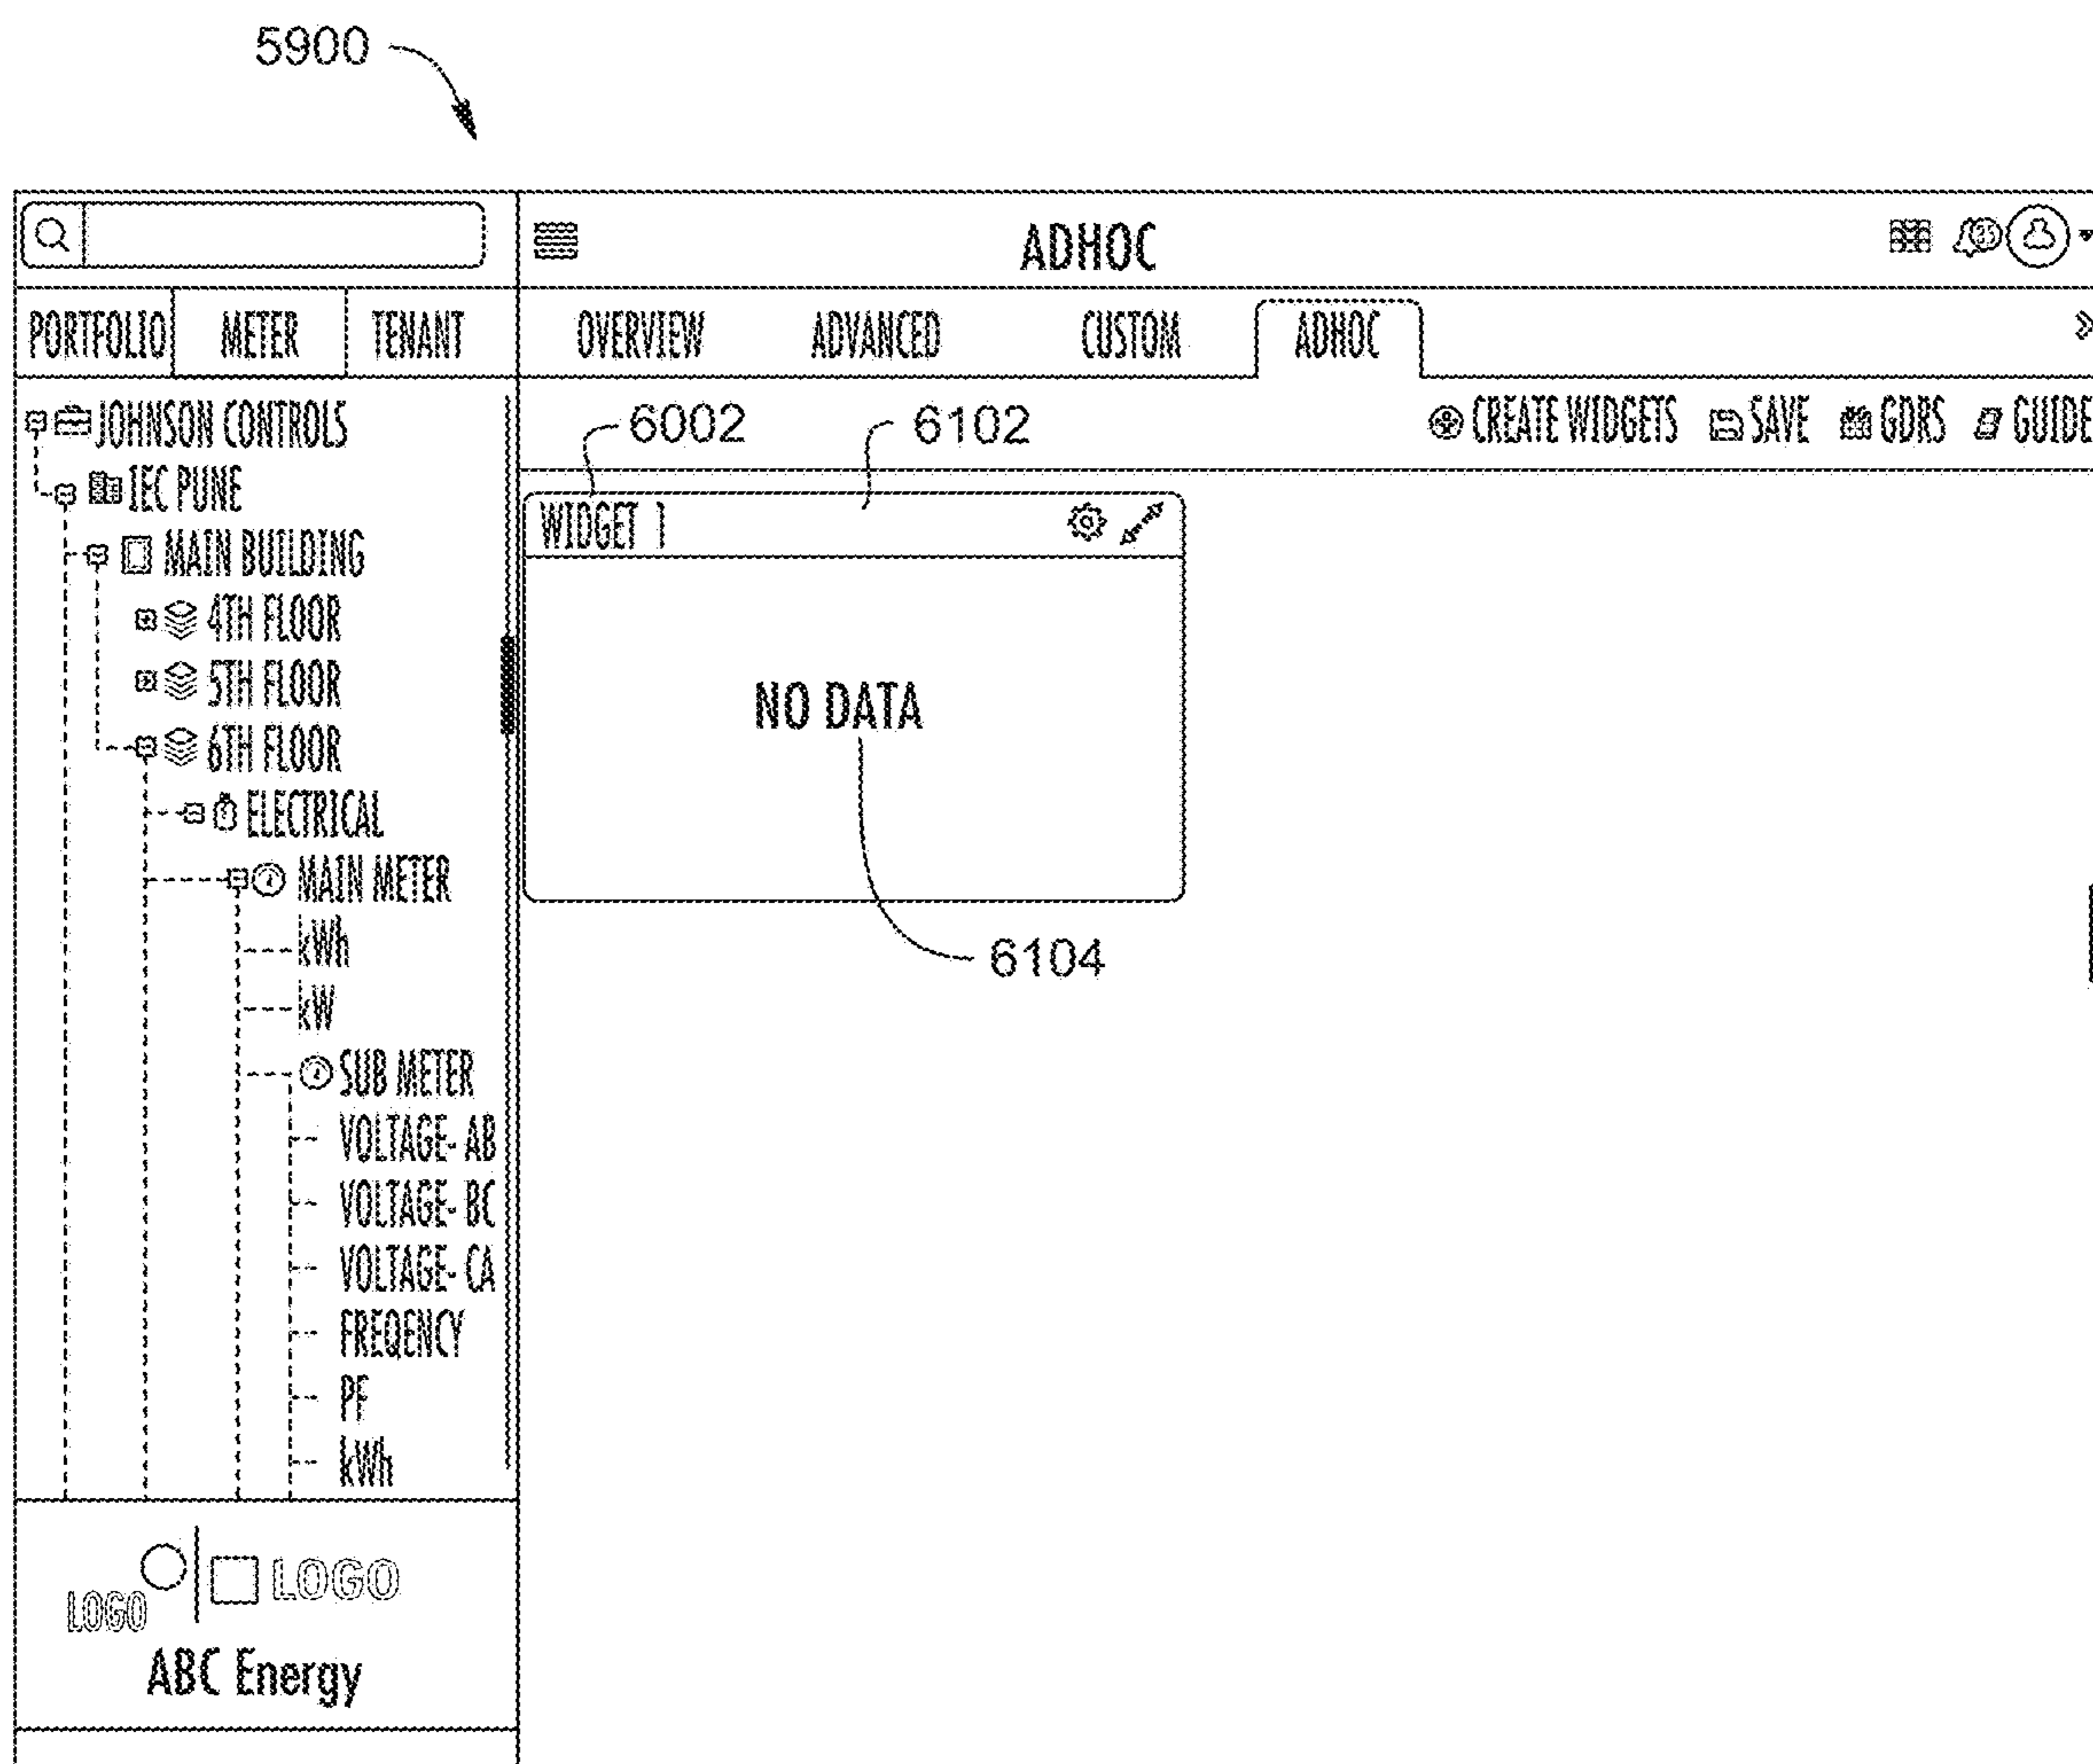 5900
ADHOC
PORTFOLIO METER TENANT
OVERVIEW ADVANCED CUSTOM ADHOC »
CREATE WIDGETS SAVE GDRS GUIDE
JOHNSON CONTROLS
IEC PUNE
MAIN BUILDING
4TH FLOOR
5TH FLOOR
6TH FLOOR
ELECTRICAL
MAIN METER
kWh
kW
SUB METER
VOLTAGE- AB
VOLTAGE- BC
VOLTAGE- CA
FREQENCY
PF
kWh
6002
6102
WIDGET 1
NO DATA
6104
LOGO
LOGO
ABC Energy